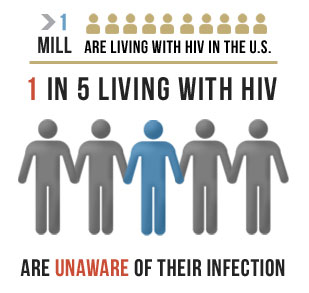 >1
MILL ARE LIVING WITH HIV IN THE U.S.
1 IN 5 LIVING WITH HIV
ARE UNAWARE OF THEIR INFECTION